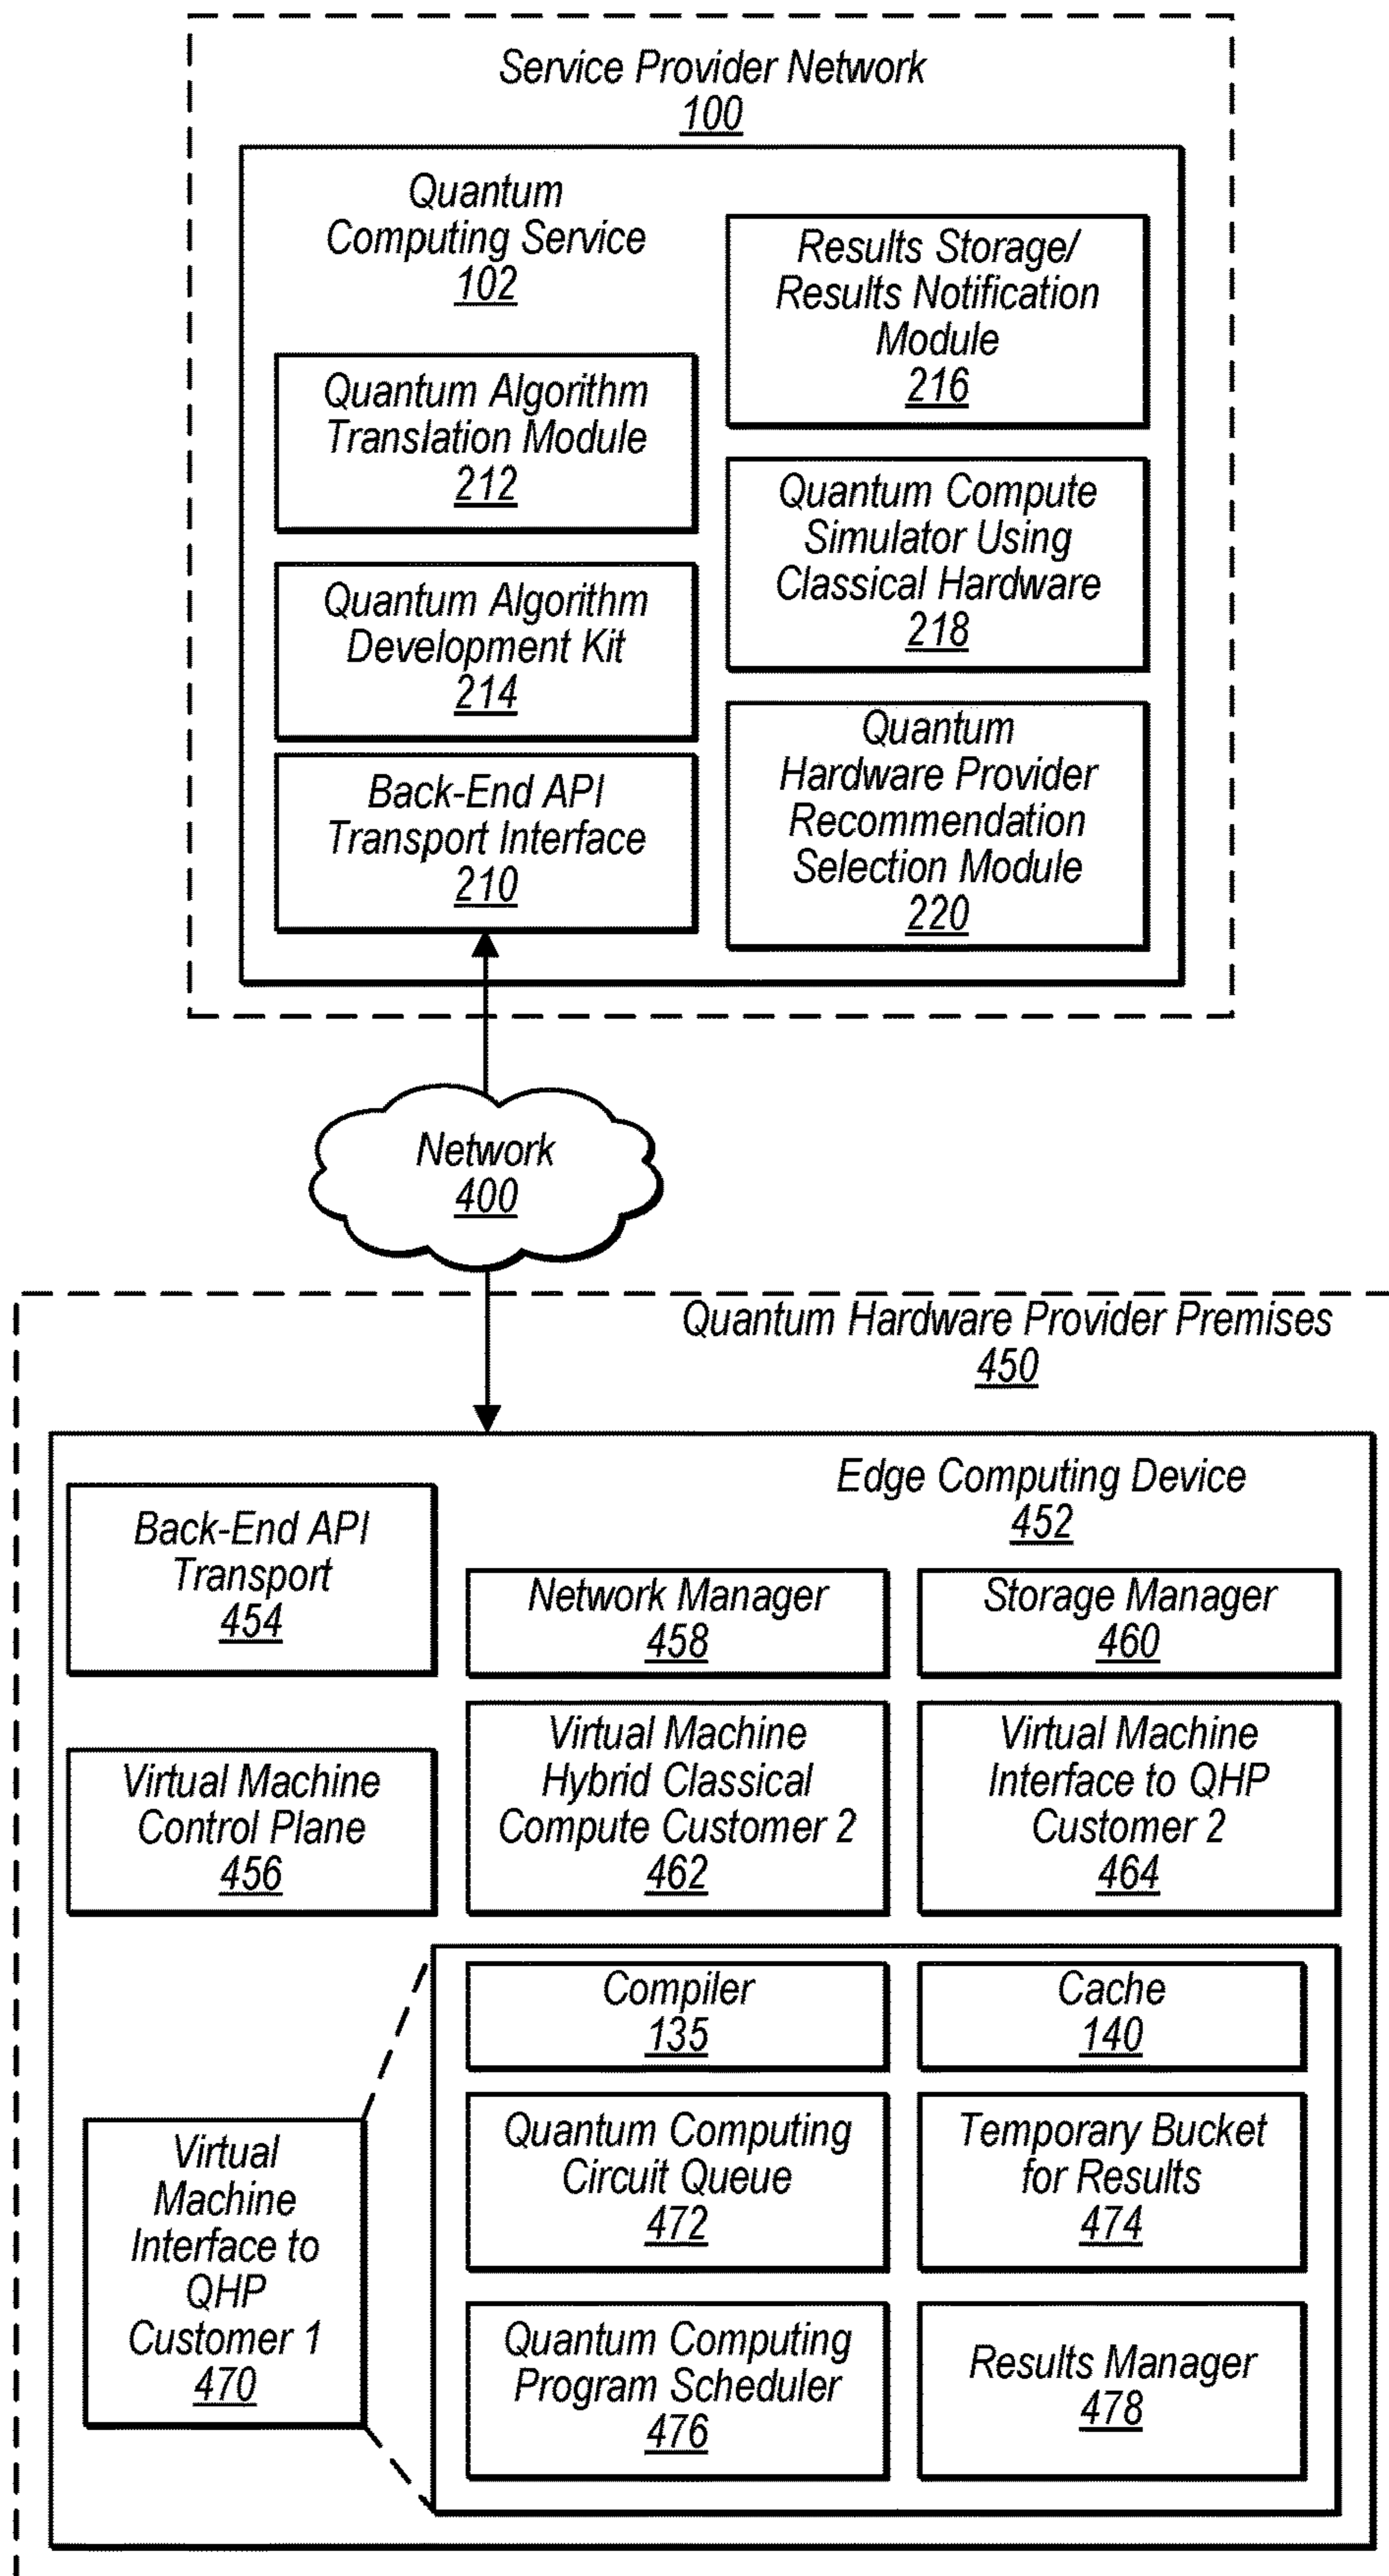 Service Provider Network
100
Quantum
Computing Service
102
Quantum Algorithm
Translation Module
212
Quantum Algorithm
Development Kit
214
Back-End API
Transport Interface
210
Results Storage/
Results Notification
Module
216
Quantum Compute
Simulator Using
Classical Hardware
218
Quantum
Hardware Provider
Recommendation
Selection Module
220
Network
400
Quantum Hardware Provider Premises
450
Edge Computing Device
452
Back-End API
Transport
454
Network Manager
458
Storage Manager
460
Virtual Machine
Control Plane
456
Virtual Machine
Hybrid Classical
Compute Customer 2
462
Virtual Machine
Interface to QHP
Customer 2
464
Virtual
Machine
Interface to
QHP
Customer 1
470
Compiler
135
Cache
140
Quantum Computing
Circuit Queue
472
Temporary Bucket
for Results
474
Quantum Computing
Program Scheduler
476
Results Manager
478